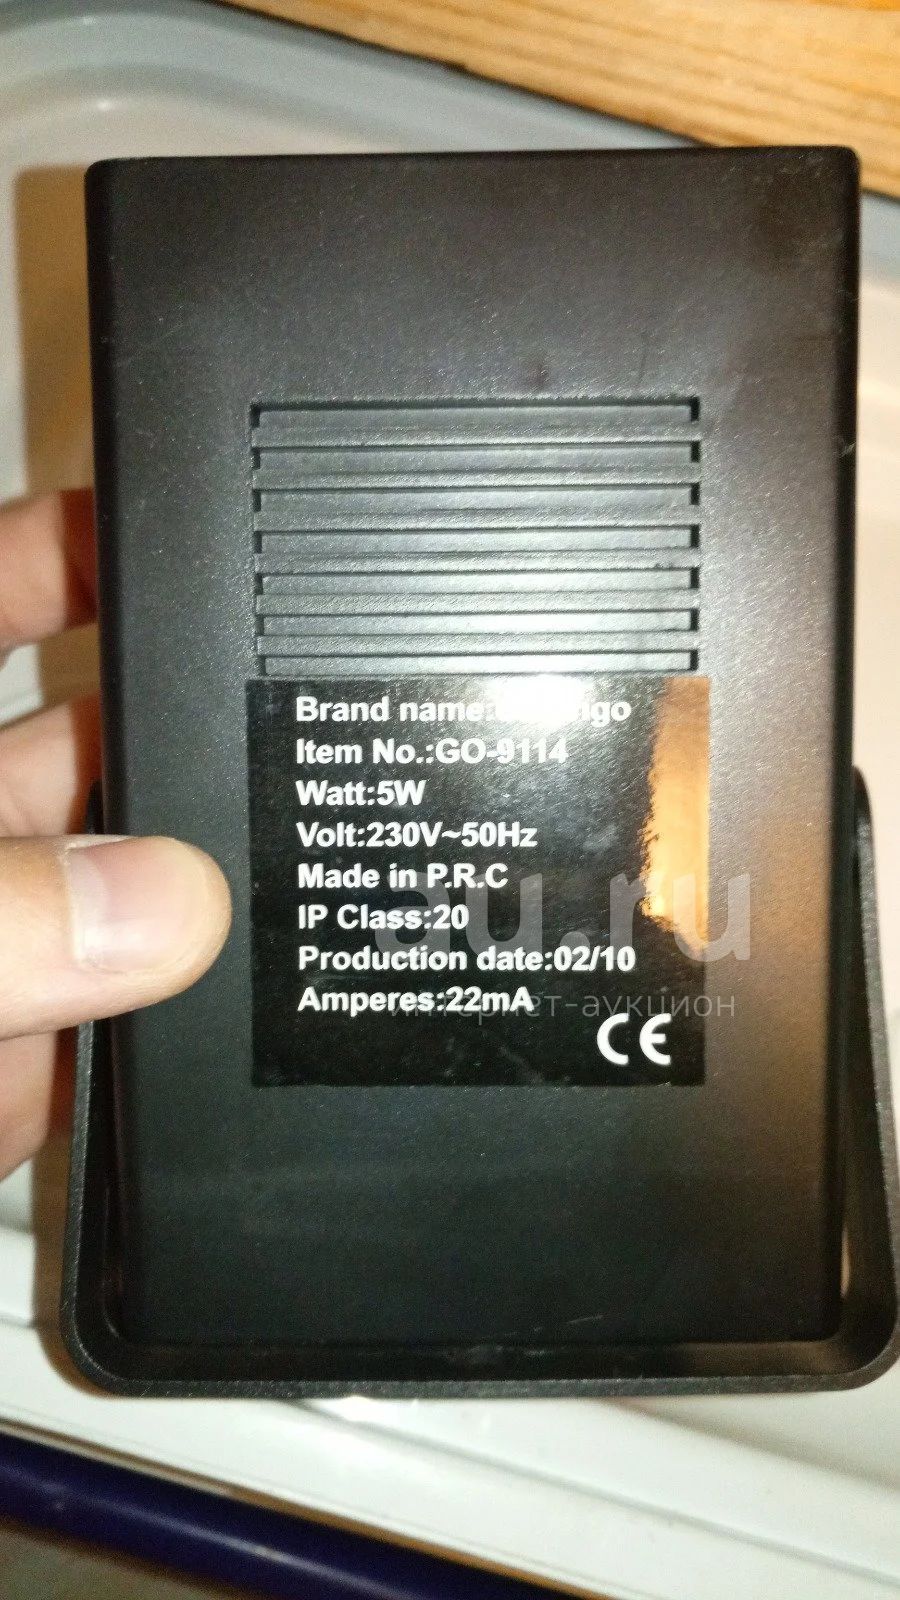 Brand name:
Item No.:GO-9114
Watt:5W
Volt:230V~50Hz
Made in P.R.C
IP Class:20
Production date:02/10
Amperes:22mA
CE
au.ru
интернет-аукцион